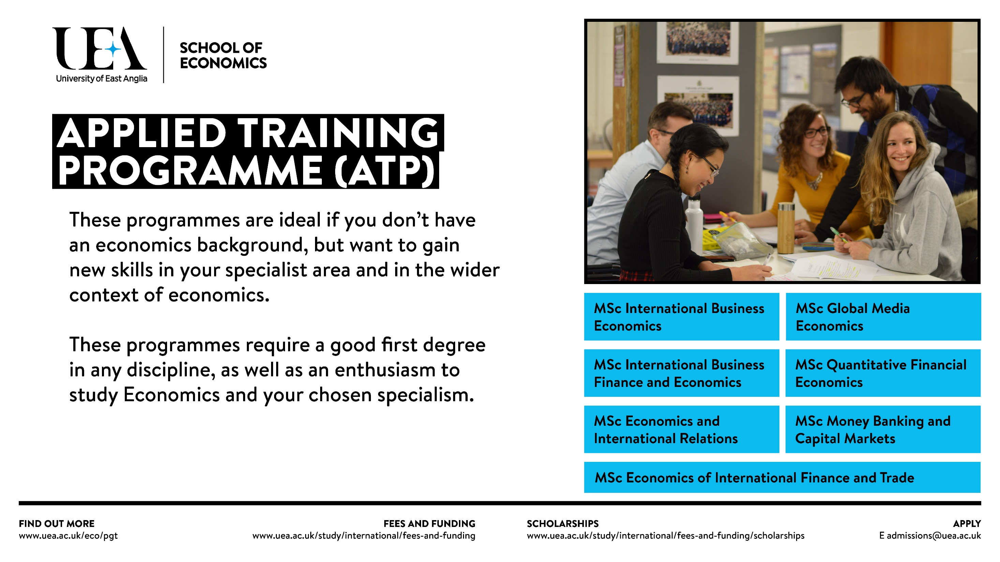 UEA
University of East Anglia
SCHOOL OF
ECONOMICS
APPLIED TRAINING
PROGRAMME (ATP)
These programmes are ideal if you don’t have
an economics background, but want to gain
new skills in your specialist area and in the wider
context of economics.
These programmes require a good first degree
in any discipline, as well as an enthusiasm to
study Economics and your chosen specialism.
MSc International Business
Economics
MSc Global Media
Economics
MSc International Business
Finance and Economics
MSc Quantitative Financial
Economics
MSc Economics and
International Relations
MSc Money Banking and
Capital Markets
MSc Economics of International Finance and Trade
FIND OUT MORE
www.uea.ac.uk/eco/pgt
FEES AND FUNDING
www.uea.ac.uk/study/international/fees-and-funding
SCHOLARSHIPS
www.uea.ac.uk/study/international/fees-and-funding/scholarships
APPLY
E admissions@uea.ac.uk